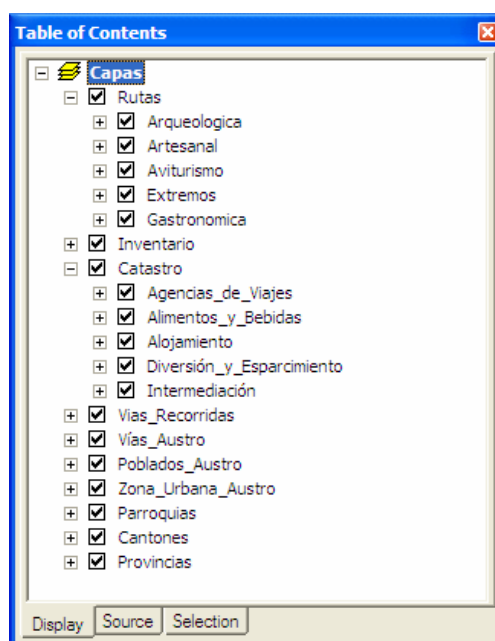 Table of Contents
Capas
Rutas
Arqueologica
Artesanal
Aviturismo
Extremos
Gastronomica
Inventario
Catastro
Agencias_de_Viajes
Alimentos_y_Bebidas
Alojamiento
Diversión_y_Esparcimiento
Intermediación
Vias_Recorridas
Vías_Austro
Poblados_Austro
Zona_Urbana_Austro
Parroquias
Cantones
Provincias
Display Source Selection